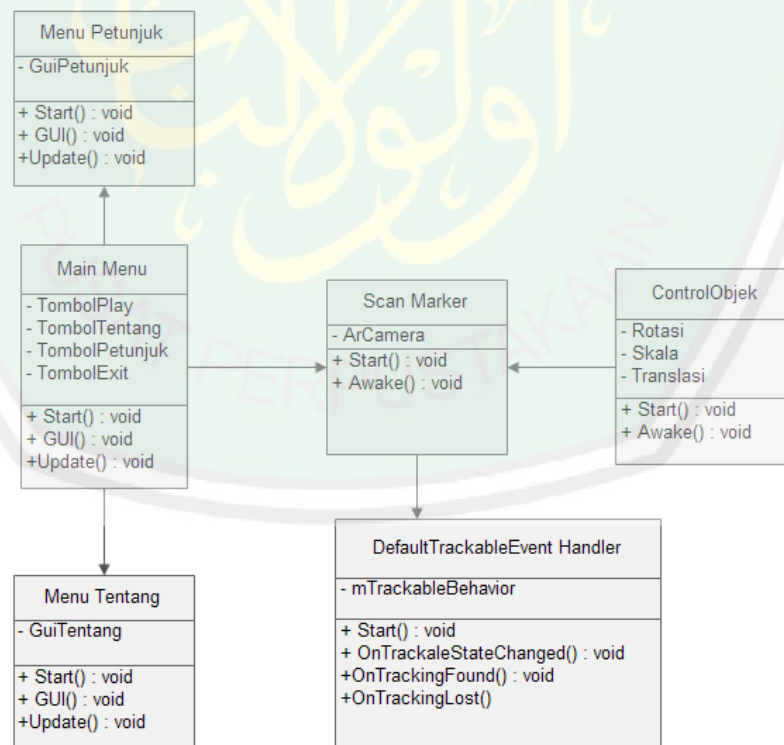 Menu Petunjuk
- GuiPetunjuk
+ Start() : void
+ GUI() : void
+Update() : void
Main Menu
- TombolPlay
- TombolTentang
- TombolPetunjuk
- TombolExit
+ Start() : void
+ GUI() : void
+Update() : void
Scan Marker
- ArCamera
+ Start() : void
+ Awake() : void
ControlObjek
- Rotasi
- Skala
- Translasi
+ Start() : void
+ Awake() : void
Menu Tentang
- GuiTentang
+ Start() : void
+ GUI() : void
+Update() : void
DefaultTrackableEvent Handler
- mTrackableBehavior
+ Start() : void
+ OnTrackaleStateChanged() : void
+OnTrackingFound() : void
+OnTrackingLost()
PUSAT PERPUSTAKAAN